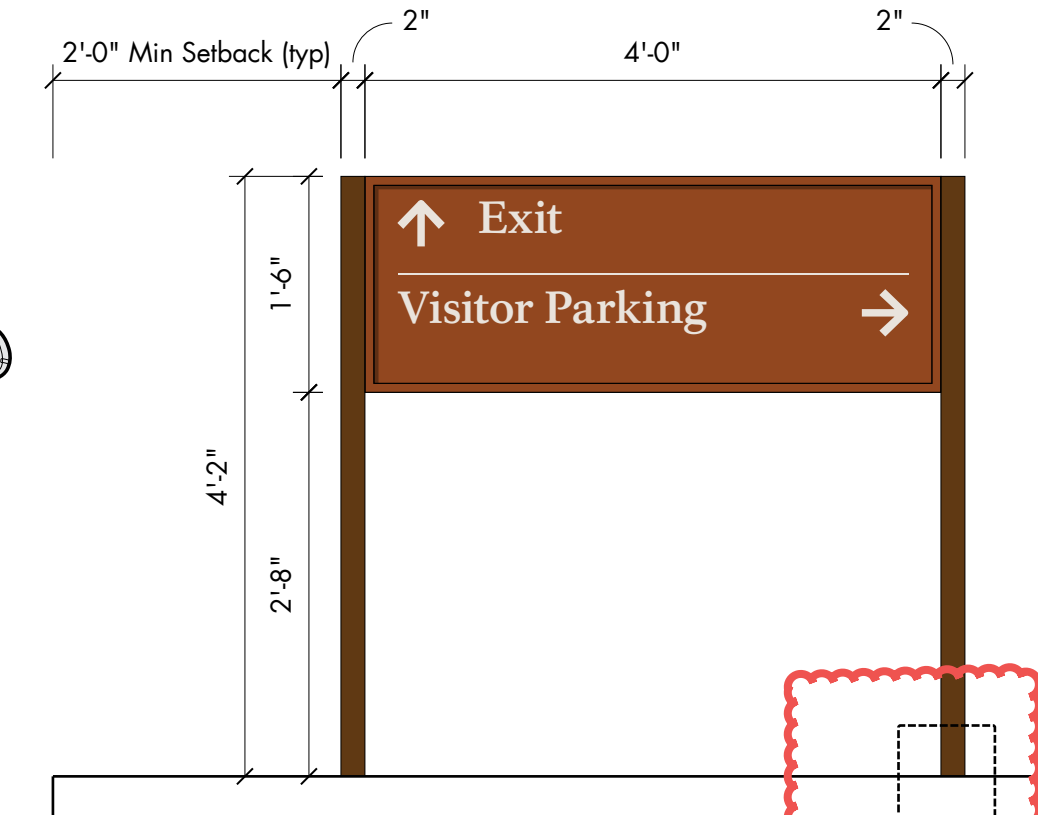 2"
2"
2'-0" Min Setback (typ)
4'-0"
Exit
1'-6"
Visitor Parking
4'-2"
2'-8"